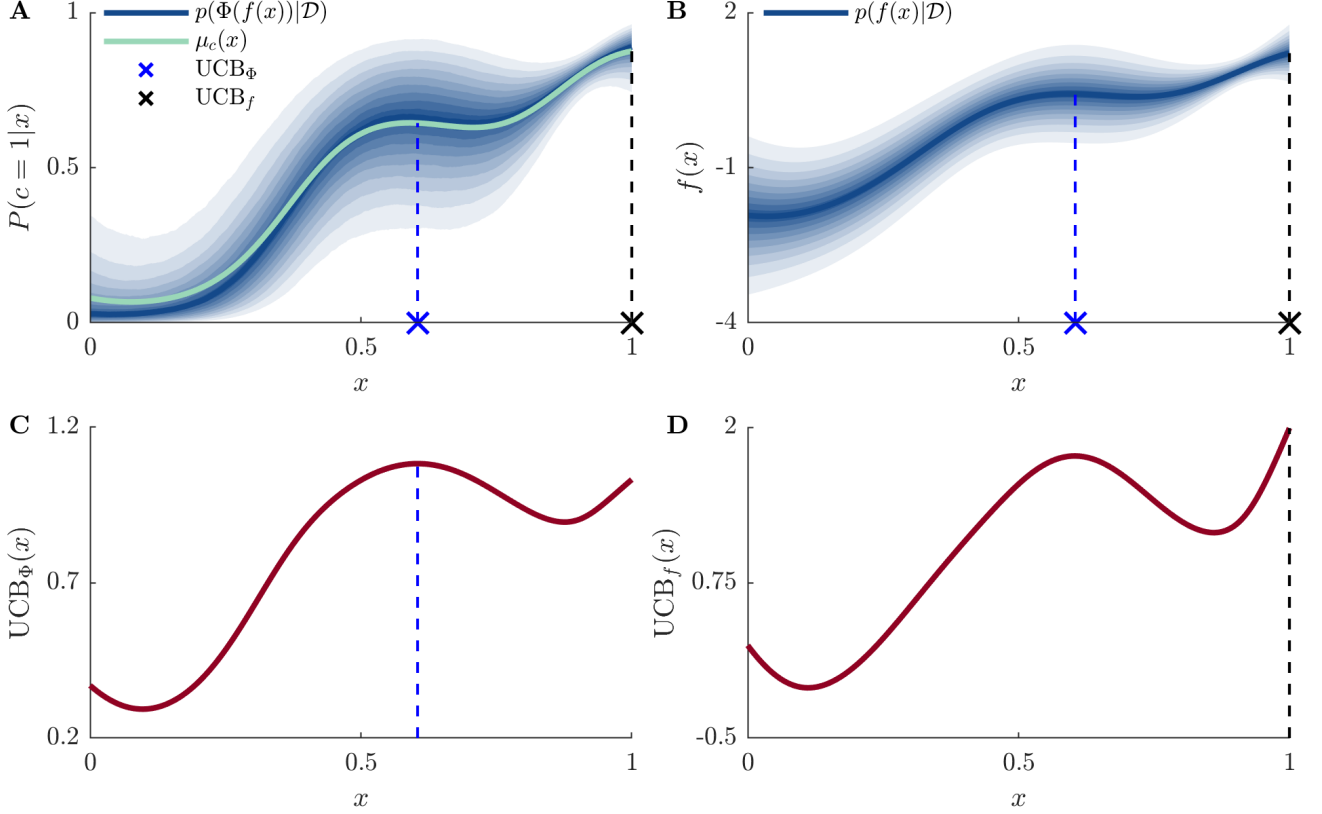 A
p(Φ(f(x))|𝒟)
μ_c(x)
UCB_Φ
UCB_f
1
0.5
0
P(c = 1|x)
0
0.5
1
x
B
p(f(x)|𝒟)
2
-1
-4
f(x)
0
0.5
1
x
C
1.2
0.7
0.2
UCB_Φ(x)
0
0.5
1
x
D
2
0.75
-0.5
UCB_f(x)
0
0.5
1
x